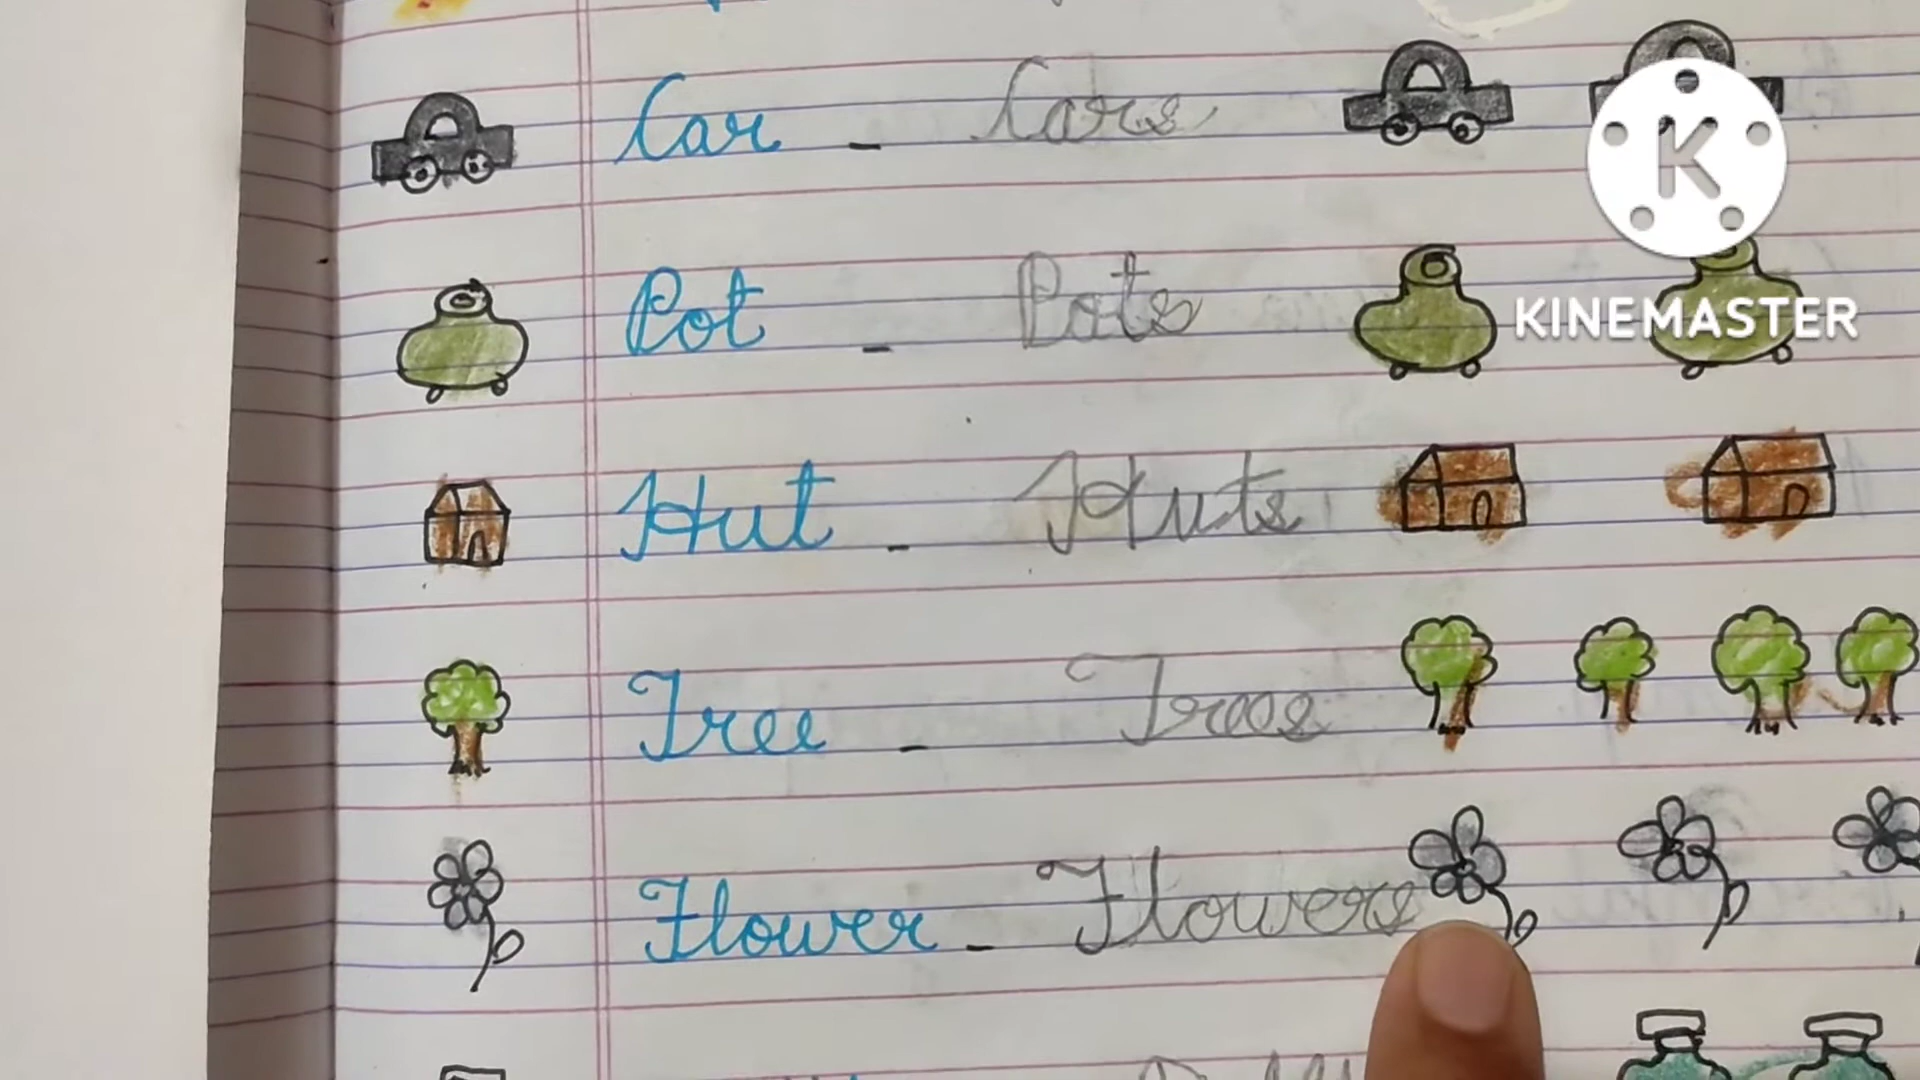 Car - Cars
K
Pot - Pots
KINEMASTER
Hut - Huts
Tree - Trees
Flower - Flowers